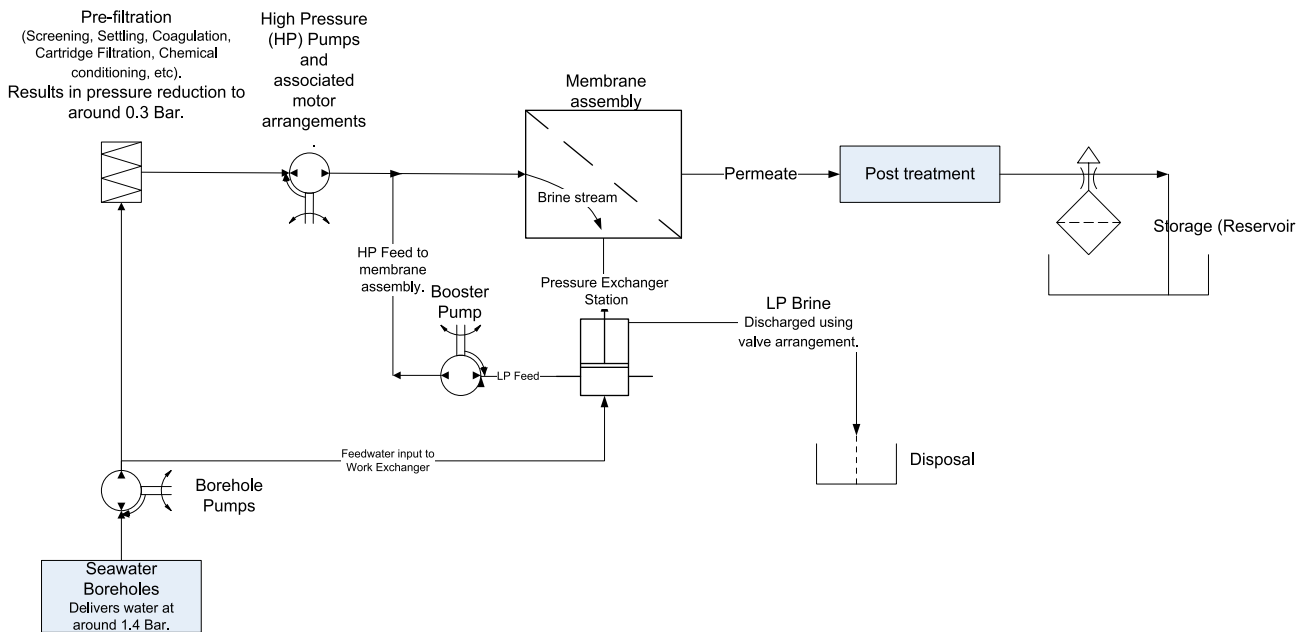 Pre-filtration
(Screening, Settling, Coagulation,
Cartridge Filtration, Chemical
conditioning, etc).
Results in pressure reduction to
around 0.3 Bar.
High Pressure
(HP) Pumps
and
associated
motor
arrangements
.
Membrane
assembly
Brine stream
Permeate
Post treatment
Storage (Reservoir
HP Feed to
membrane
assembly.
Booster
Pump
LP Feed
Pressure Exchanger
Station
LP Brine
Discharged using
valve arrangement.
Disposal
Feedwater input to
Work Exchanger
Borehole
Pumps
Seawater
Boreholes
Delivers water at
around 1.4 Bar.